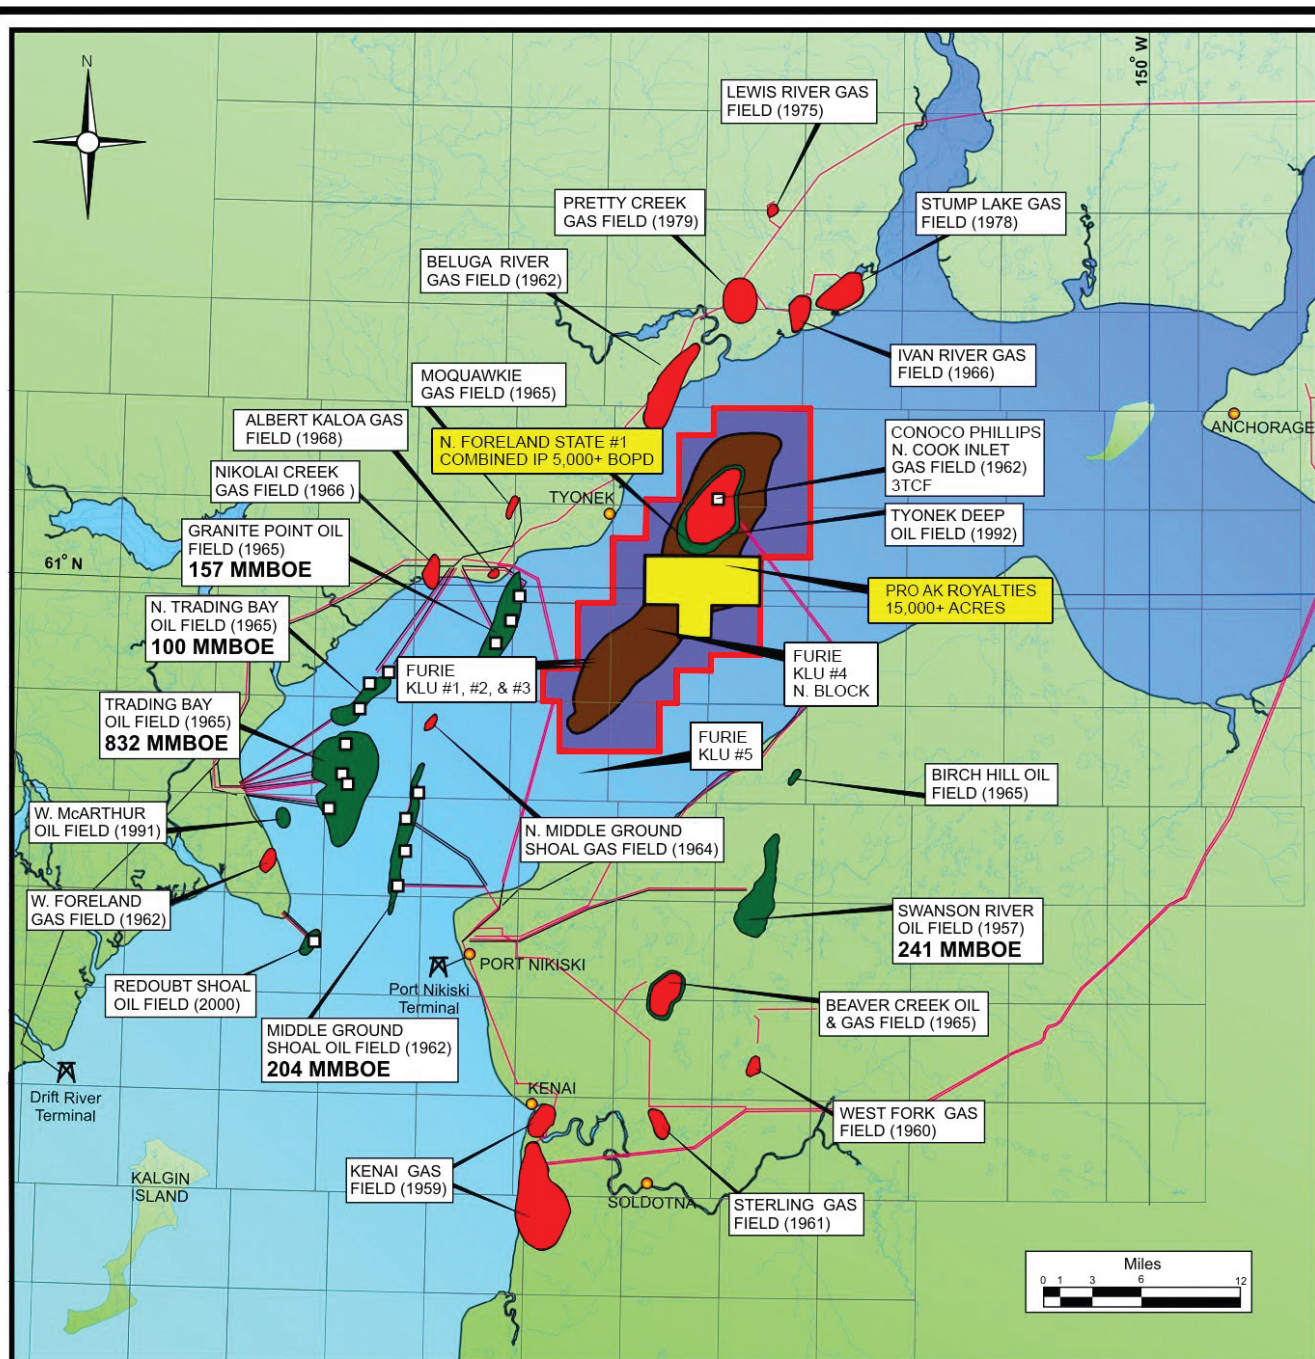 N
150° W
LEWIS RIVER GAS
FIELD (1975)
PRETTY CREEK
GAS FIELD (1979)
STUMP LAKE GAS
FIELD (1978)
BELUGA RIVER
GAS FIELD (1962)
IVAN RIVER GAS
FIELD (1966)
MOQUAWKIE
GAS FIELD (1965)
ALBERT KALOA GAS
FIELD (1968)
N. FORELAND STATE #1
COMBINED IP 5,000+ BOPD
CONOCO PHILLIPS
N. COOK INLET
GAS FIELD (1962)
3TCF
ANCHORAGE
NIKOLAI CREEK
GAS FIELD (1966 )
TYONEK
TYONEK DEEP
OIL FIELD (1992)
GRANITE POINT OIL
FIELD (1965)
157 MMBOE
61° N
PRO AK ROYALTIES
15,000+ ACRES
N. TRADING BAY
OIL FIELD (1965)
100 MMBOE
FURIE
KLU #1, #2, & #3
FURIE
KLU #4
N. BLOCK
TRADING BAY
OIL FIELD (1965)
832 MMBOE
FURIE
KLU #5
BIRCH HILL OIL
FIELD (1965)
W. McARTHUR
OIL FIELD (1991)
N. MIDDLE GROUND
SHOAL GAS FIELD (1964)
W. FORELAND
GAS FIELD (1962)
SWANSON RIVER
OIL FIELD (1957)
241 MMBOE
PORT NIKISKI
REDOUBT SHOAL
OIL FIELD (2000)
Port Nikiski
Terminal
BEAVER CREEK OIL
& GAS FIELD (1965)
MIDDLE GROUND
SHOAL OIL FIELD (1962)
204 MMBOE
Drift River
Terminal
KENAI
WEST FORK GAS
FIELD (1960)
KENAI GAS
FIELD (1959)
KALGIN
ISLAND
SOLDOTNA
STERLING GAS
FIELD (1961)
Miles
0 1 3 6 12